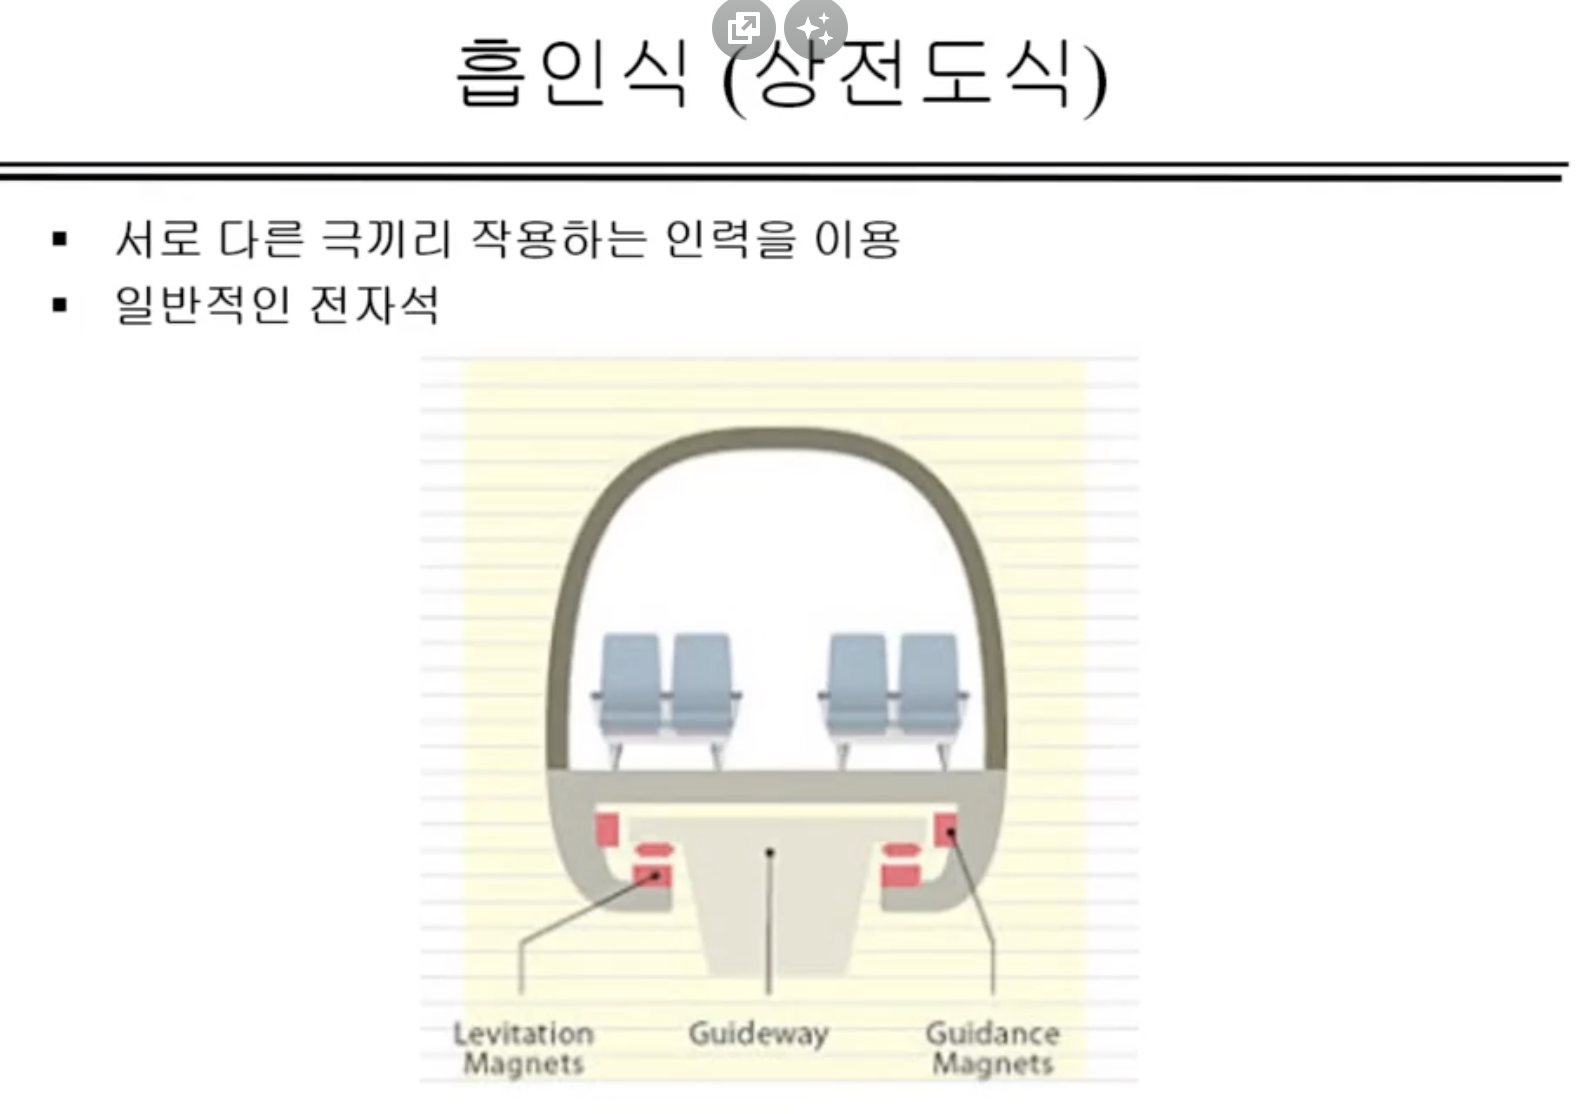 흡인식 (상전도식)
▪ 서로 다른 극끼리 작용하는 인력을 이용
▪ 일반적인 전자석
Levitation Magnets
Guideway
Guidance Magnets